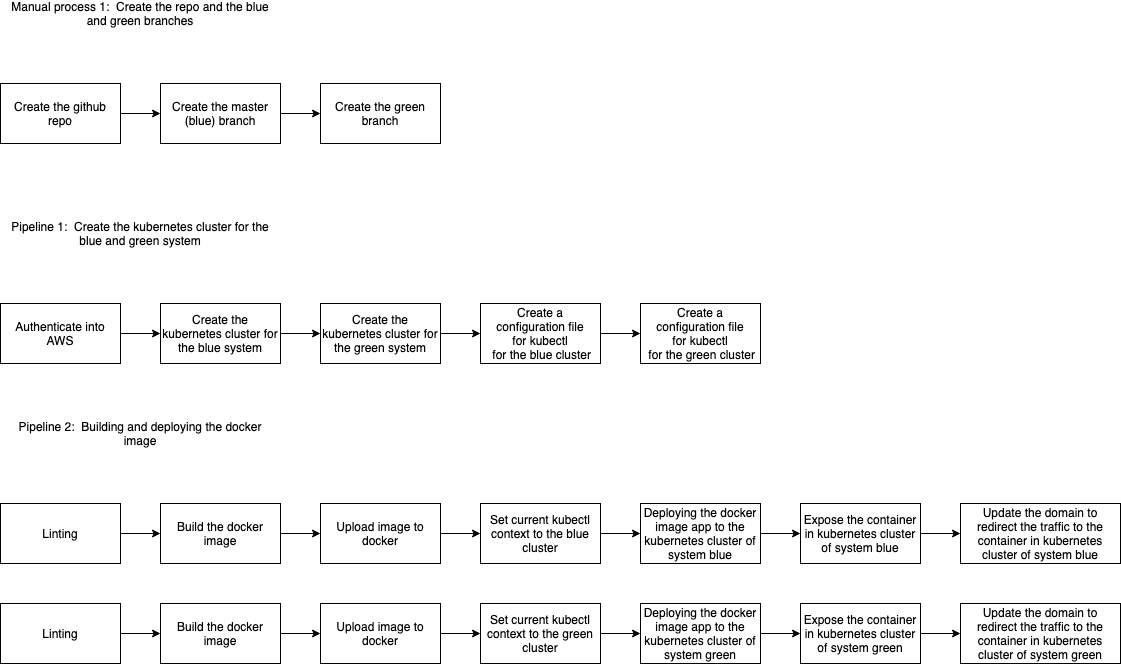 Manual process 1:  Create the repo and the blue
and green branches
Create the github
repo
Create the master
(blue) branch
Create the green
branch
Pipeline 1:  Create the kubernetes cluster for the
blue and green system
Authenticate into
AWS
Create the
kubernetes cluster for
the blue system
Create the
kubernetes cluster for
the green system
Create a
configuration file
for kubectl
for the blue cluster
Create a
configuration file
for kubectl
for the green cluster
Pipeline 2:  Building and deploying the docker
image
Linting
Build the docker
image
Upload image to
docker
Set current kubectl
context to the blue
cluster
Deploying the docker
image app to the
kubernetes cluster of
system blue
Expose the container
in kubernetes cluster
of system blue
Update the domain to
redirect the traffic to the
container in kubernetes
cluster of system blue
Linting
Build the docker
image
Upload image to
docker
Set current kubectl
context to the green
cluster
Deploying the docker
image app to the
kubernetes cluster of
system green
Expose the container
in kubernetes cluster
of system green
Update the domain to
redirect the traffic to the
container in kubernetes
cluster of system green